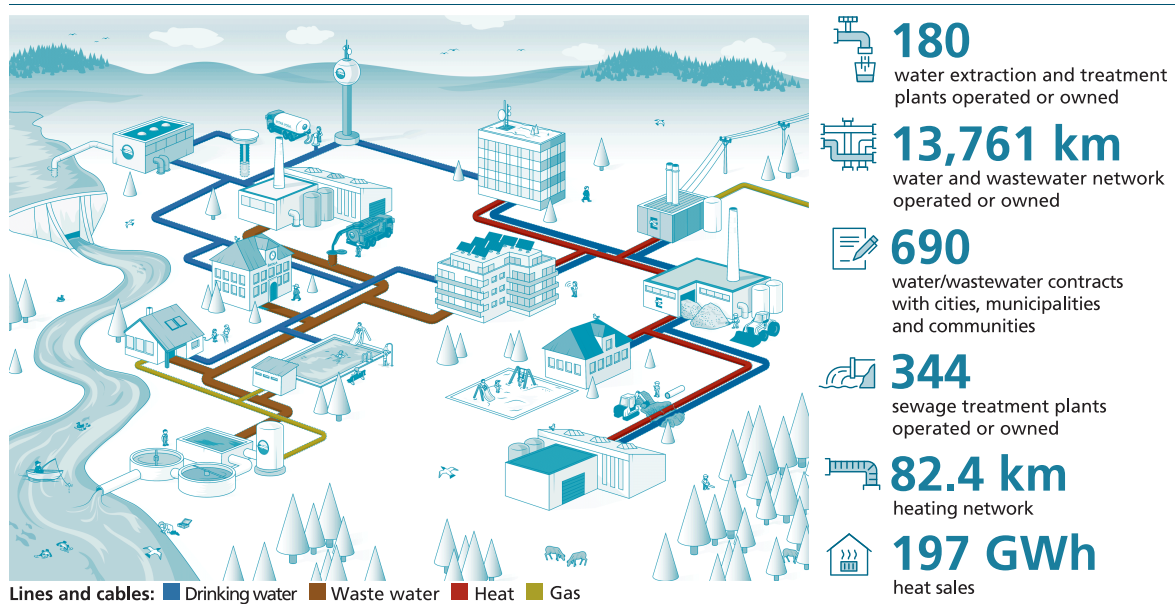 180
water extraction and treatment
plants operated or owned
13,761 km
water and wastewater network
operated or owned
690
water/wastewater contracts
with cities, municipalities
and communities
344
sewage treatment plants
operated or owned
82.4 km
heating network
197 GWh
heat sales
Lines and cables: Drinking water Waste water Heat Gas